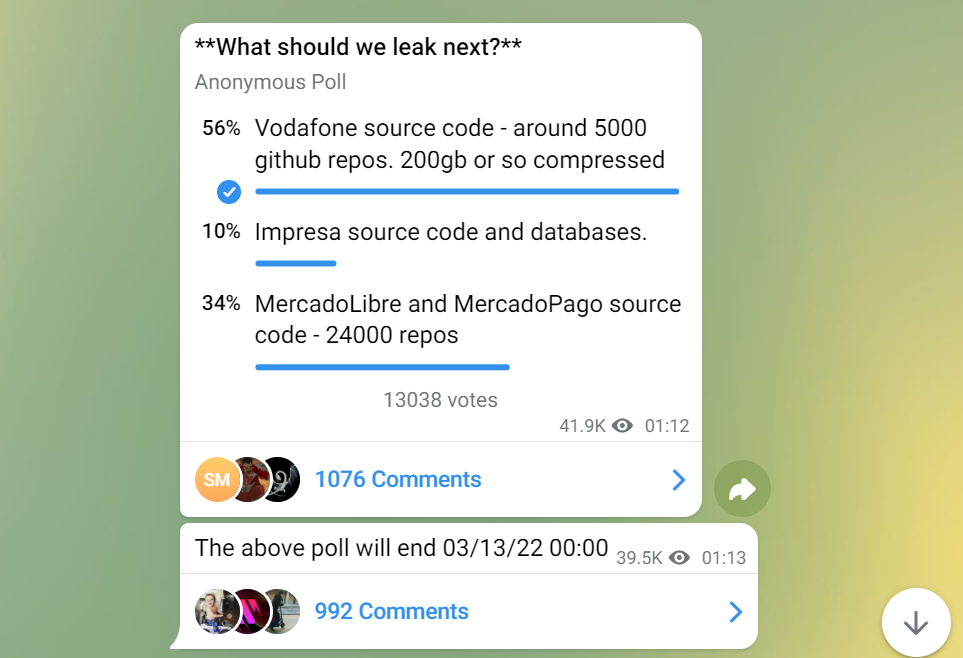 **What should we leak next?**
Anonymous Poll
56% Vodafone source code - around 5000
github repos. 200gb or so compressed
10% Impresa source code and databases.
34% MercadoLibre and MercadoPago source
code - 24000 repos
13038 votes
41.9K 01:12
SM 1076 Comments
The above poll will end 03/13/22 00:00 39.5K 01:13
992 Comments